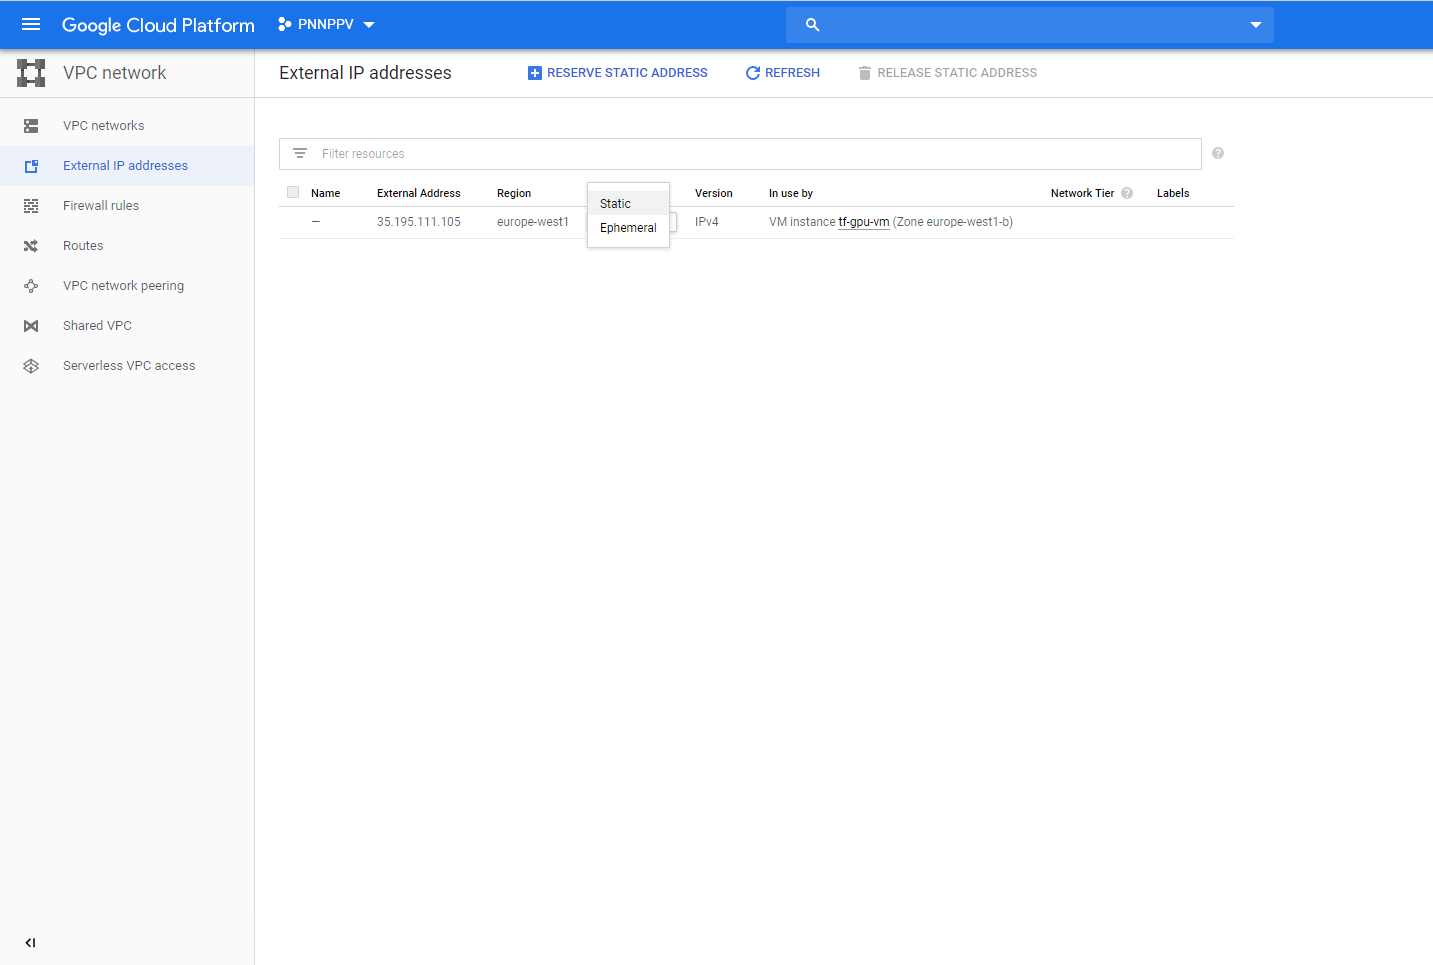 Google Cloud Platform PNNPPV
VPC network
External IP addresses RESERVE STATIC ADDRESS REFRESH RELEASE STATIC ADDRESS
VPC networks
External IP addresses
Firewall rules
Routes
VPC network peering
Shared VPC
Serverless VPC access
Filter resources
Name External Address Region Version In use by Network Tier Labels
— 35.195.111.105 europe-west1 IPv4 VM instance tf-gpu-vm (Zone europe-west1-b)
Static
Ephemeral